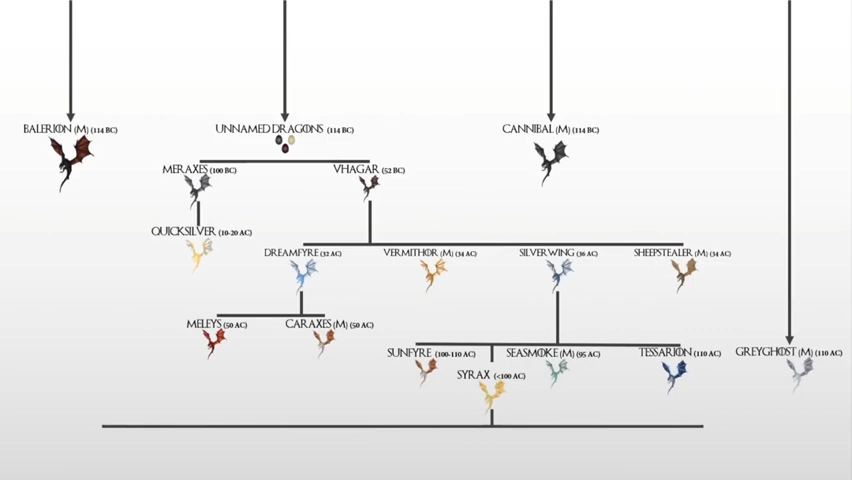 BALERION (M) (114 BC)
UNNAMED DRAGONS (114 BC)
CANNIBAL (M) (114 BC)
MERAXES (100 BC)
VHAGAR (52 BC)
QUICKSILVER (10-20 AC)
DREAMFYRE (32 AC)
VERMITHOR (M) (34 AC)
SILVERWING (36 AC)
SHEEPSTEALER (M) (34 AC)
MELEYS (50 AC)
CARAXES (M) (50 AC)
SUNFYRE (100-110 AC)
SEASMOKE (M) (95 AC)
TESSARION (110 AC)
GREYGHOST (M) (110 AC)
SYRAX (<100 AC)